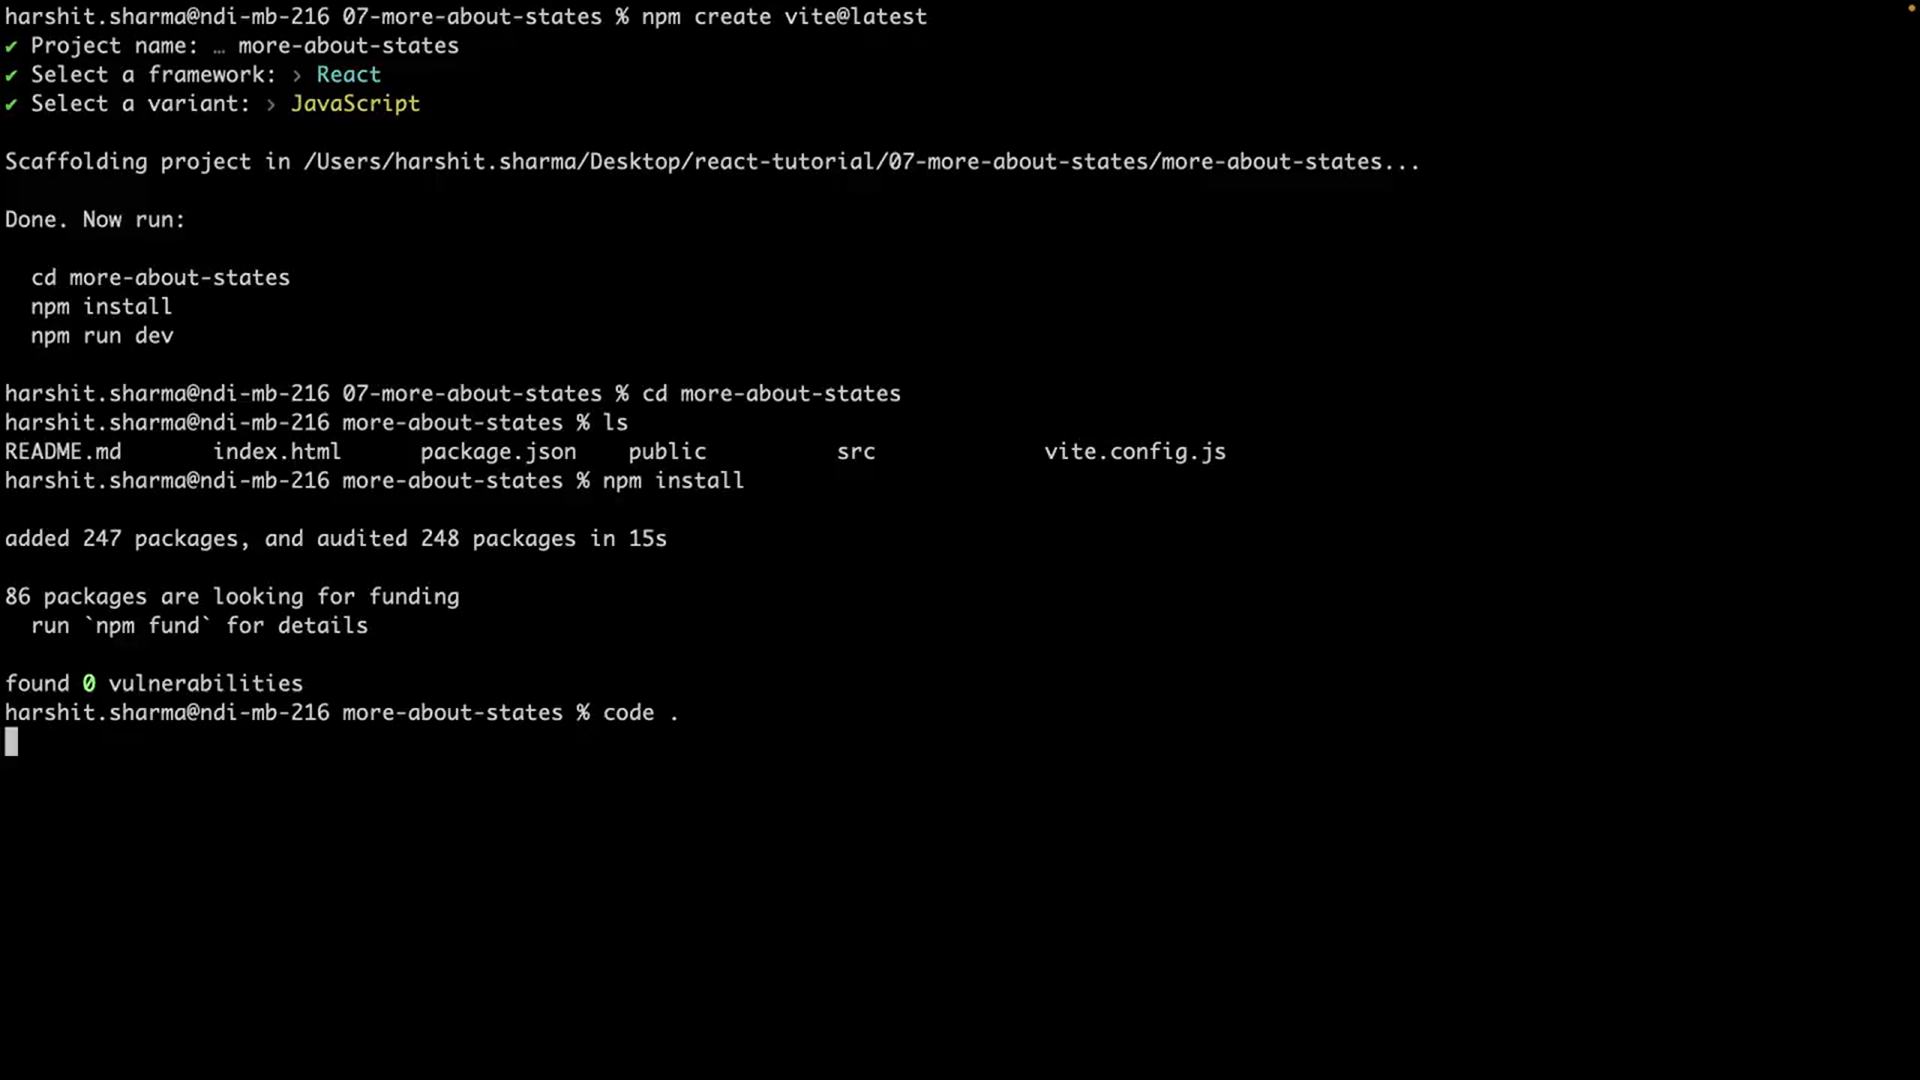 harshit.sharma@ndi-mb-216 07-more-about-states % npm create vite@latest
✔ Project name: … more-about-states
✔ Select a framework: › React
✔ Select a variant: › JavaScript
Scaffolding project in /Users/harshit.sharma/Desktop/react-tutorial/07-more-about-states/more-about-states...
Done. Now run:
cd more-about-states
npm install
npm run dev
harshit.sharma@ndi-mb-216 07-more-about-states % cd more-about-states
harshit.sharma@ndi-mb-216 more-about-states % ls
README.md index.html package.json public src vite.config.js
harshit.sharma@ndi-mb-216 more-about-states % npm install
added 247 packages, and audited 248 packages in 15s
86 packages are looking for funding
run `npm fund` for details
found 0 vulnerabilities
harshit.sharma@ndi-mb-216 more-about-states % code .